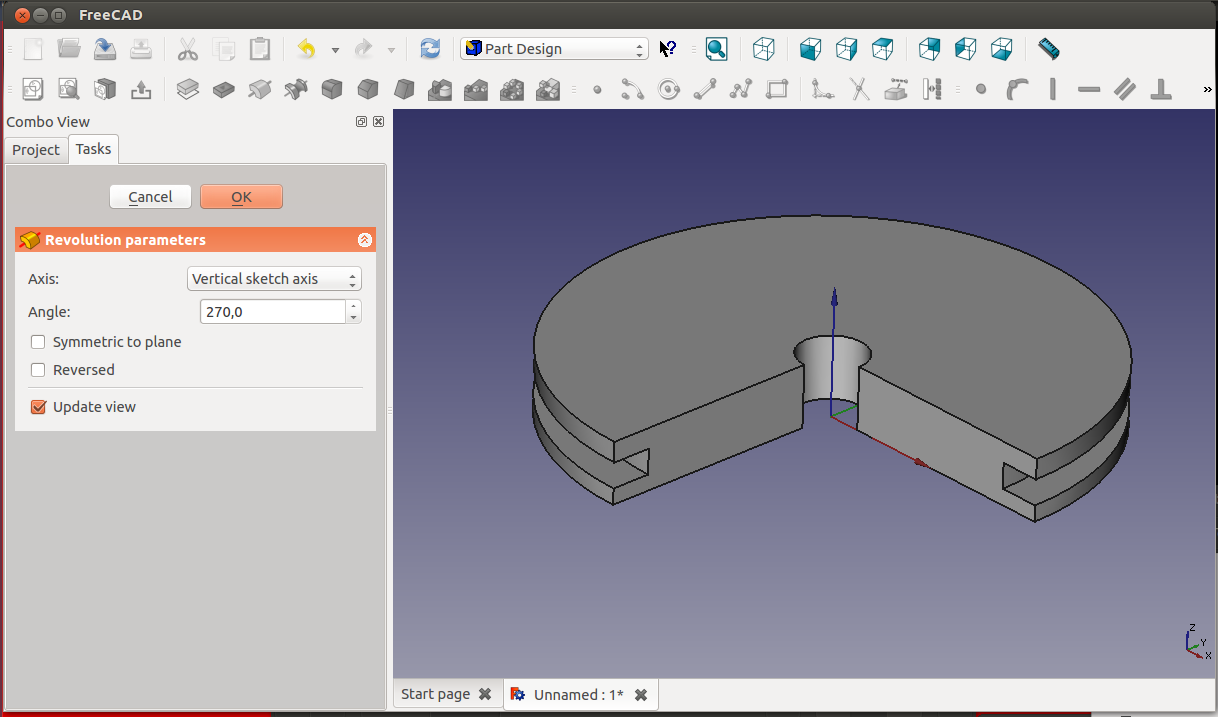 FreeCAD
Part Design
Combo View
Project
Tasks
Cancel
OK
Revolution parameters
Axis:
Vertical sketch axis
Angle:
270,0
Symmetric to plane
Reversed
Update view
Z
Y
X
Start page
Unnamed : 1*